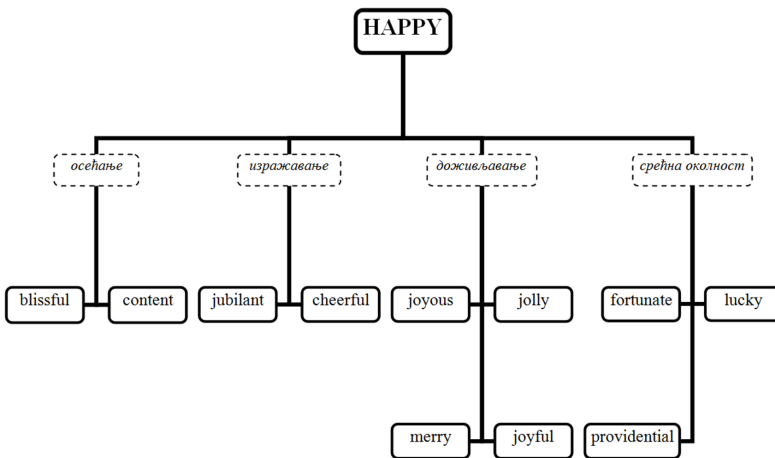 HAPPY
осећање
изражавање
доживљавање
срећна околност
blissful
content
jubilant
cheerful
joyous
jolly
fortunate
lucky
merry
joyful
providential